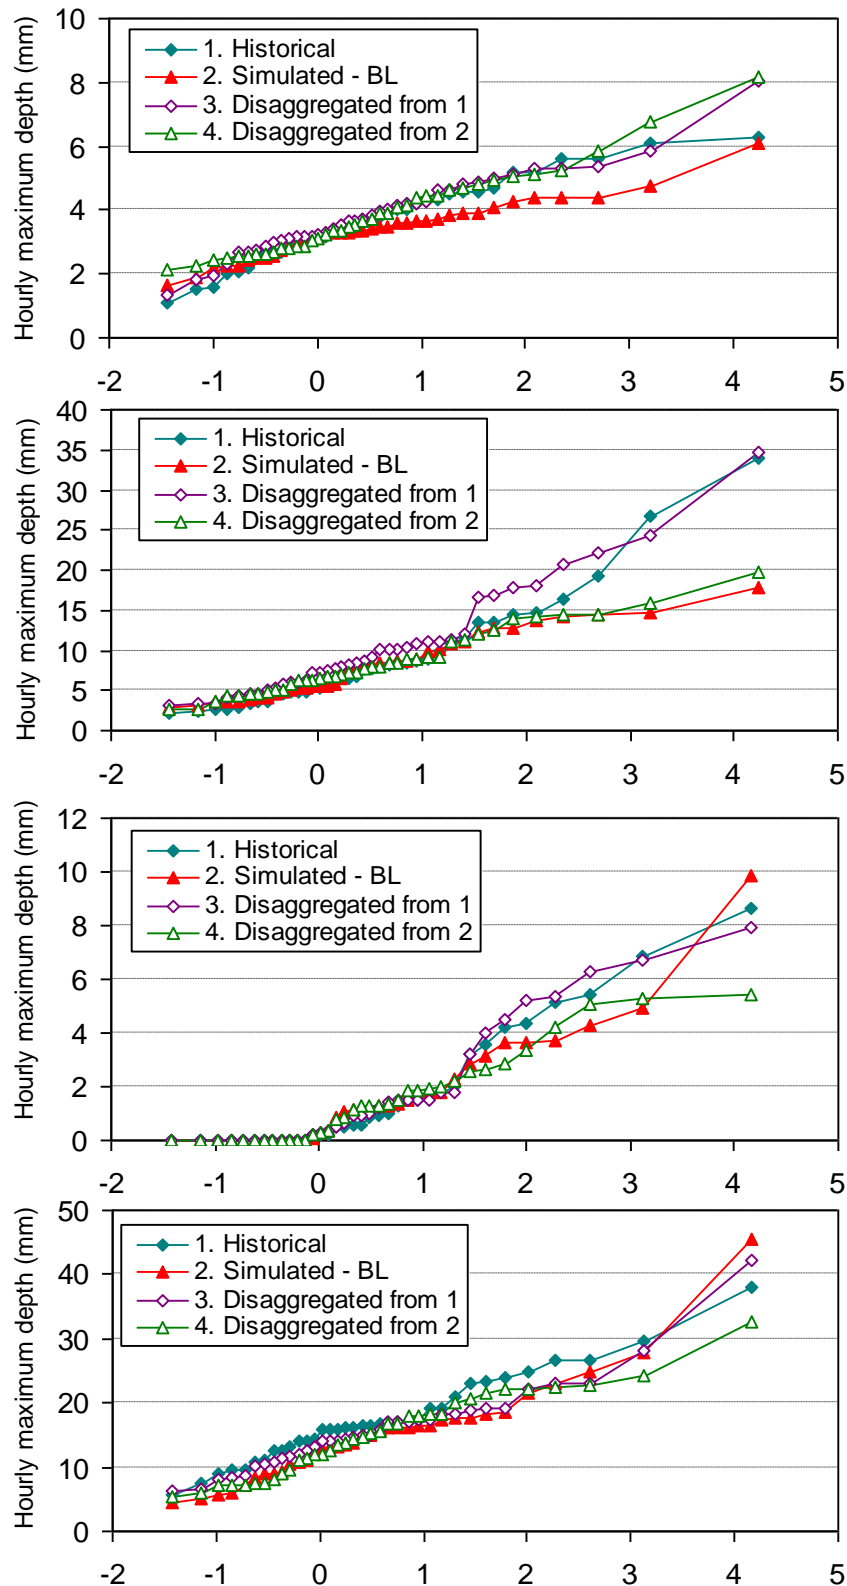 Hourly maximum depth (mm)
10
8
6
4
2
0
1. Historical
2. Simulated - BL
3. Disaggregated from 1
4. Disaggregated from 2
-2 -1 0 1 2 3 4 5
Hourly maximum depth (mm)
40
35
30
25
20
15
10
5
0
1. Historical
2. Simulated - BL
3. Disaggregated from 1
4. Disaggregated from 2
-2 -1 0 1 2 3 4 5
Hourly maximum depth (mm)
12
10
8
6
4
2
0
1. Historical
2. Simulated - BL
3. Disaggregated from 1
4. Disaggregated from 2
-2 -1 0 1 2 3 4 5
Hourly maximum depth (mm)
50
40
30
20
10
0
1. Historical
2. Simulated - BL
3. Disaggregated from 1
4. Disaggregated from 2
-2 -1 0 1 2 3 4 5